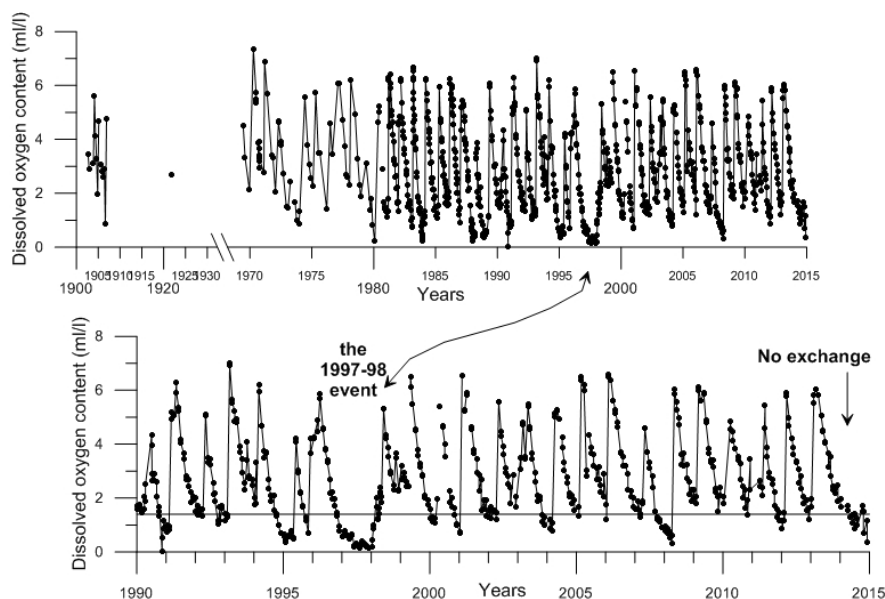 Dissolved oxygen content (ml/l)
8
6
4
2
0
1905 1910 1915 1925 1930 1970 1975 1985 1990 1995 2005 2010 2015
1900 1920 1980 2000
Years
the
1997-98
event
No exchange
Dissolved oxygen content (ml/l)
8
6
4
2
0
1990 1995 2000 2005 2010 2015
Years